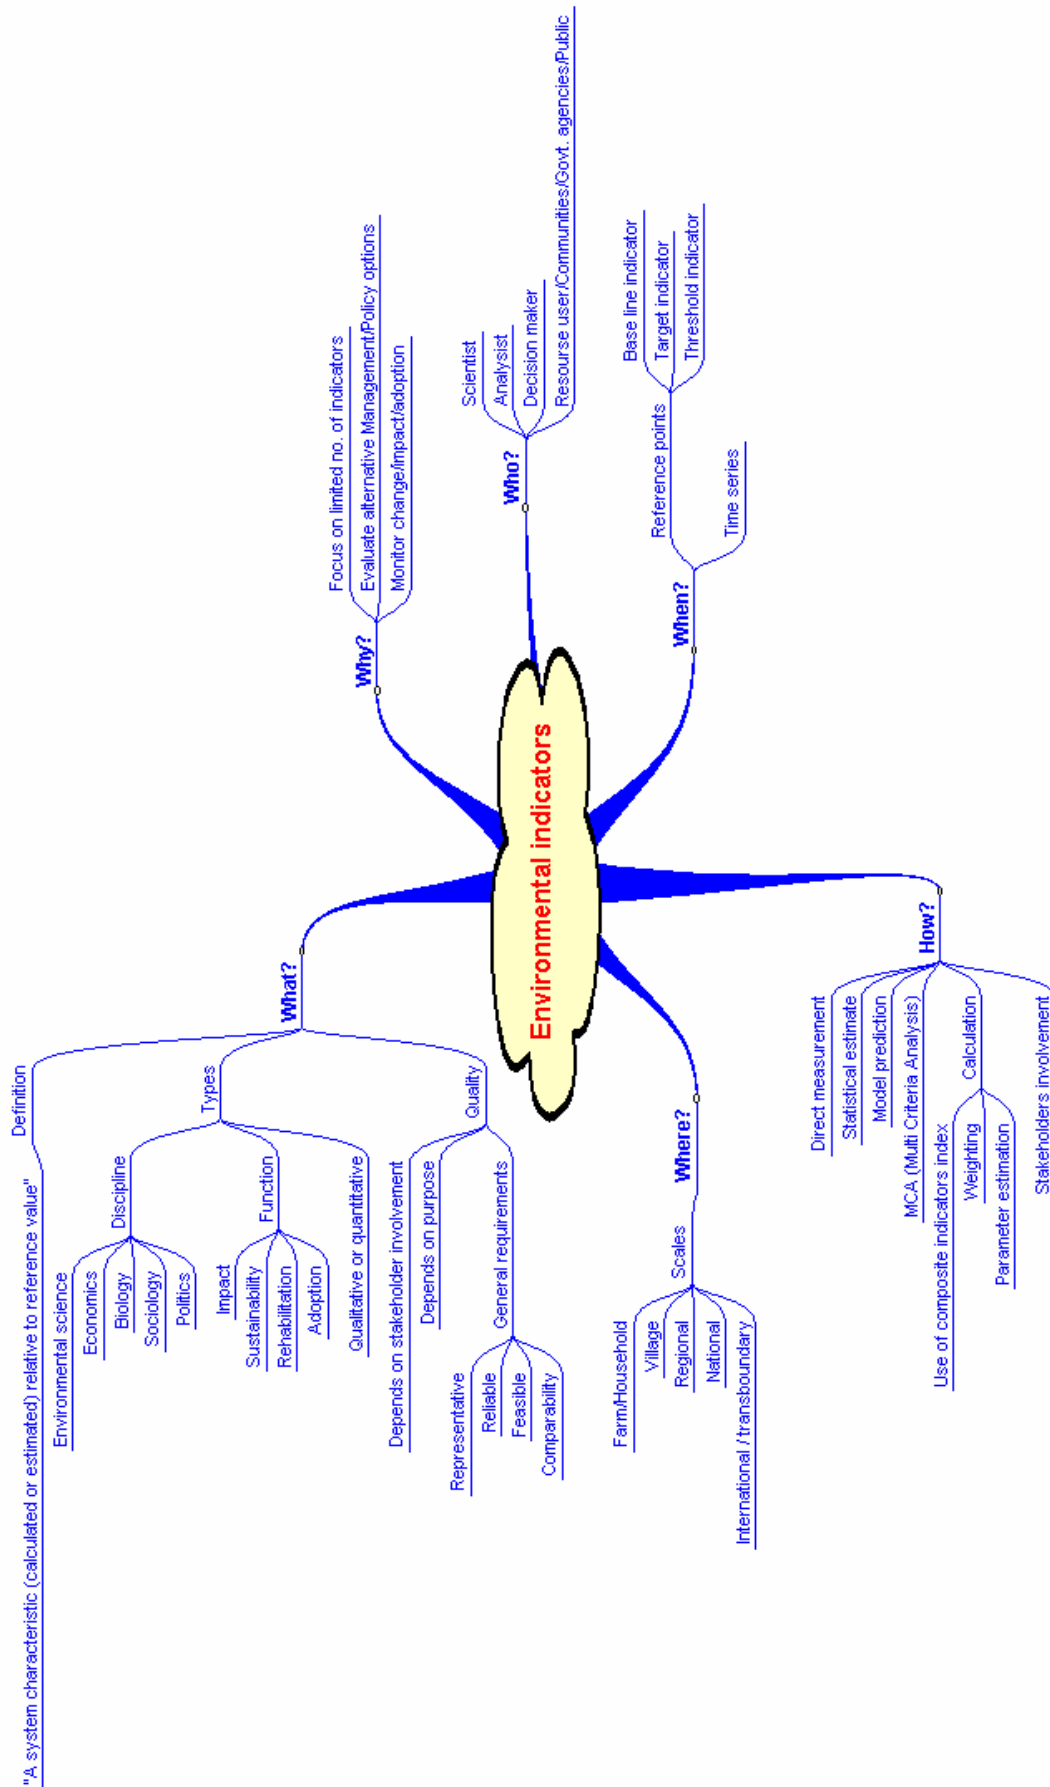 Environmental indicators
What?
Definition
"A system characteristic (calculated or estimated) relative to reference value"
Types
Discipline
Environmental science
Economics
Biology
Sociology
Politics
Function
Impact
Sustainability
Rehabilitation
Adoption
Qualitative or quantitative
Quality
Depends on stakeholder involvement
Depends on purpose
General requirements
Representative
Reliable
Feasible
Comparability
Why?
Focus on limited no. of indicators
Evaluate alternative Management/Policy options
Monitor change/impact/adoption
Who?
Scientist
Analysist
Decision maker
Resourse user/Communities/Govt. agencies/Public
When?
Reference points
Base line indicator
Target indicator
Threshold indicator
Time series
Where?
Scales
Farm/Household
Village
Regional
National
International / transboundary
How?
Direct measurement
Statistical estimate
Model prediction
MCA (Multi Criteria Analysis)
Calculation
Use of composite indicators index
Weighting
Parameter estimation
Stakeholders involvement